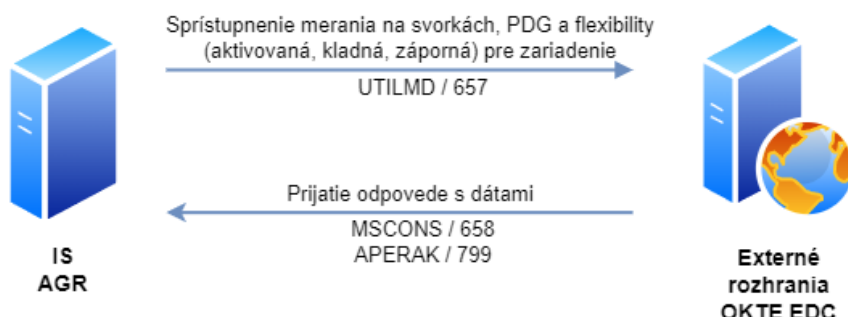 Sprístupnenie merania na svorkách, PDG a flexibility
(aktivovaná, kladná, záporná) pre zariadenie
UTILMD / 657
Prijatie odpovede s dátami
MSCONS / 658
APERAK / 799
IS
AGR
Externé
rozhrania
OKTE EDC